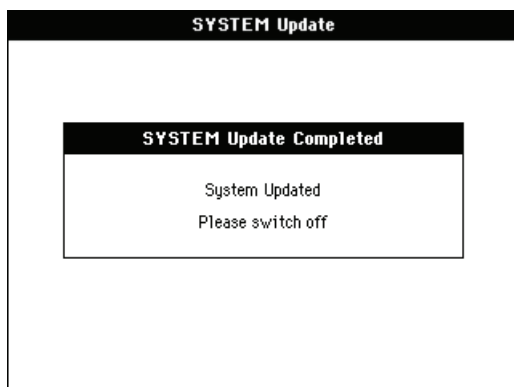 SYSTEM Update
SYSTEM Update Completed
System Updated
Please switch off